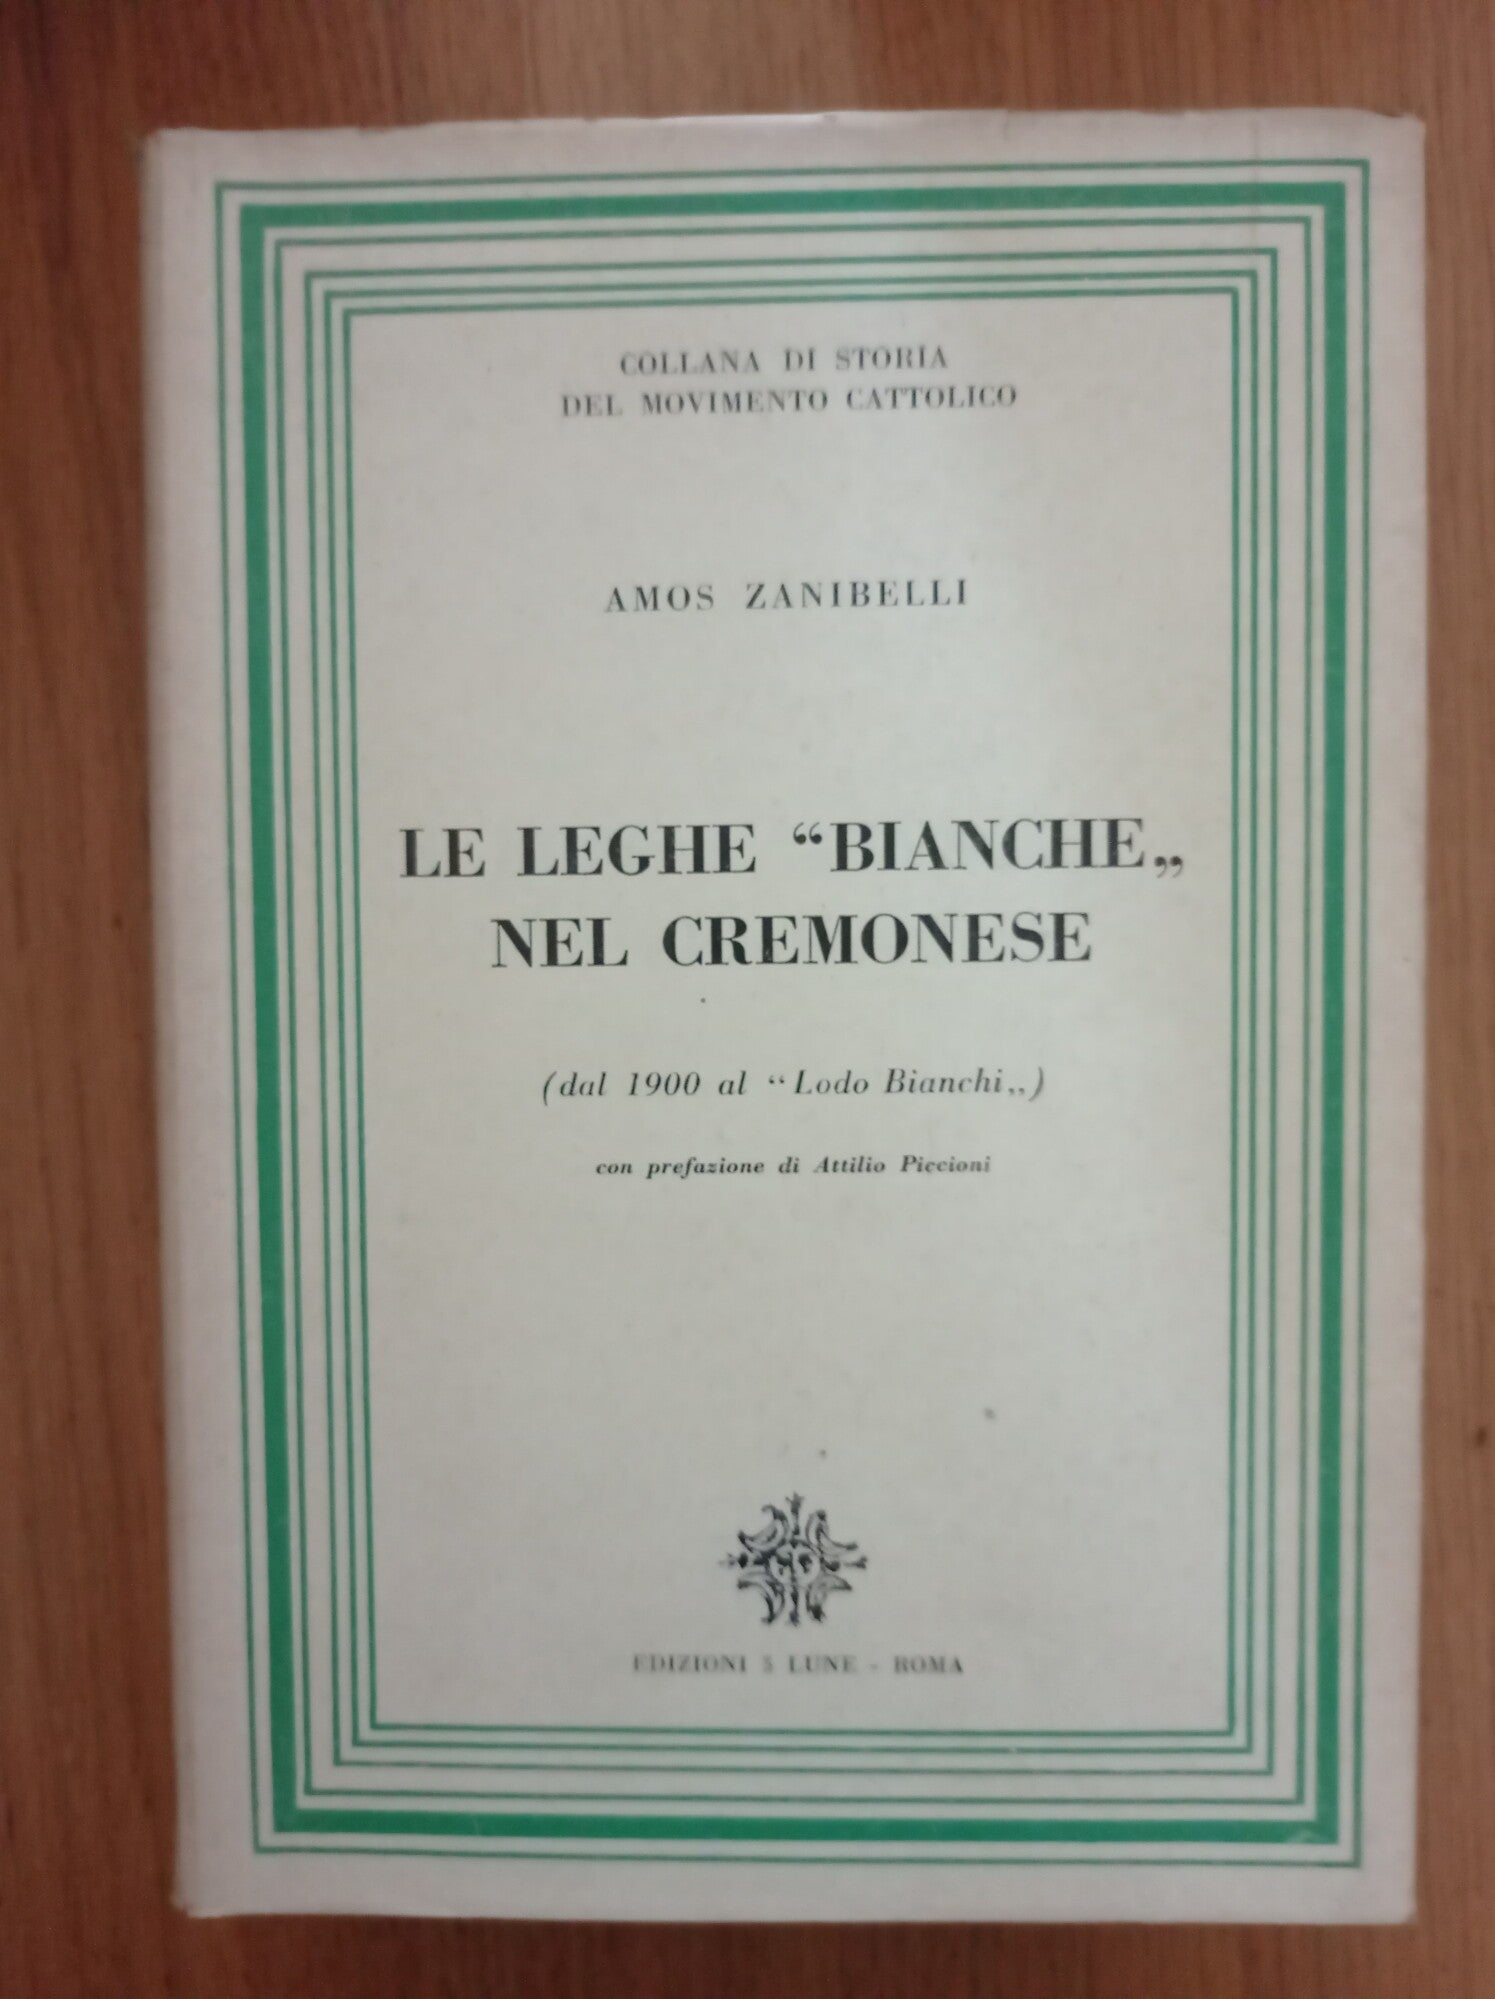 COLLANA DI STORIA
DEL MOVIMENTO CATTOLICO
AMOS ZANIBELLI
LE LEGHE “BIANCHE„
NEL CREMONESE
(dal 1900 al “Lodo Bianchi„)
con prefazione di Attilio Piccioni
EDIZIONI 5 LUNE - ROMA